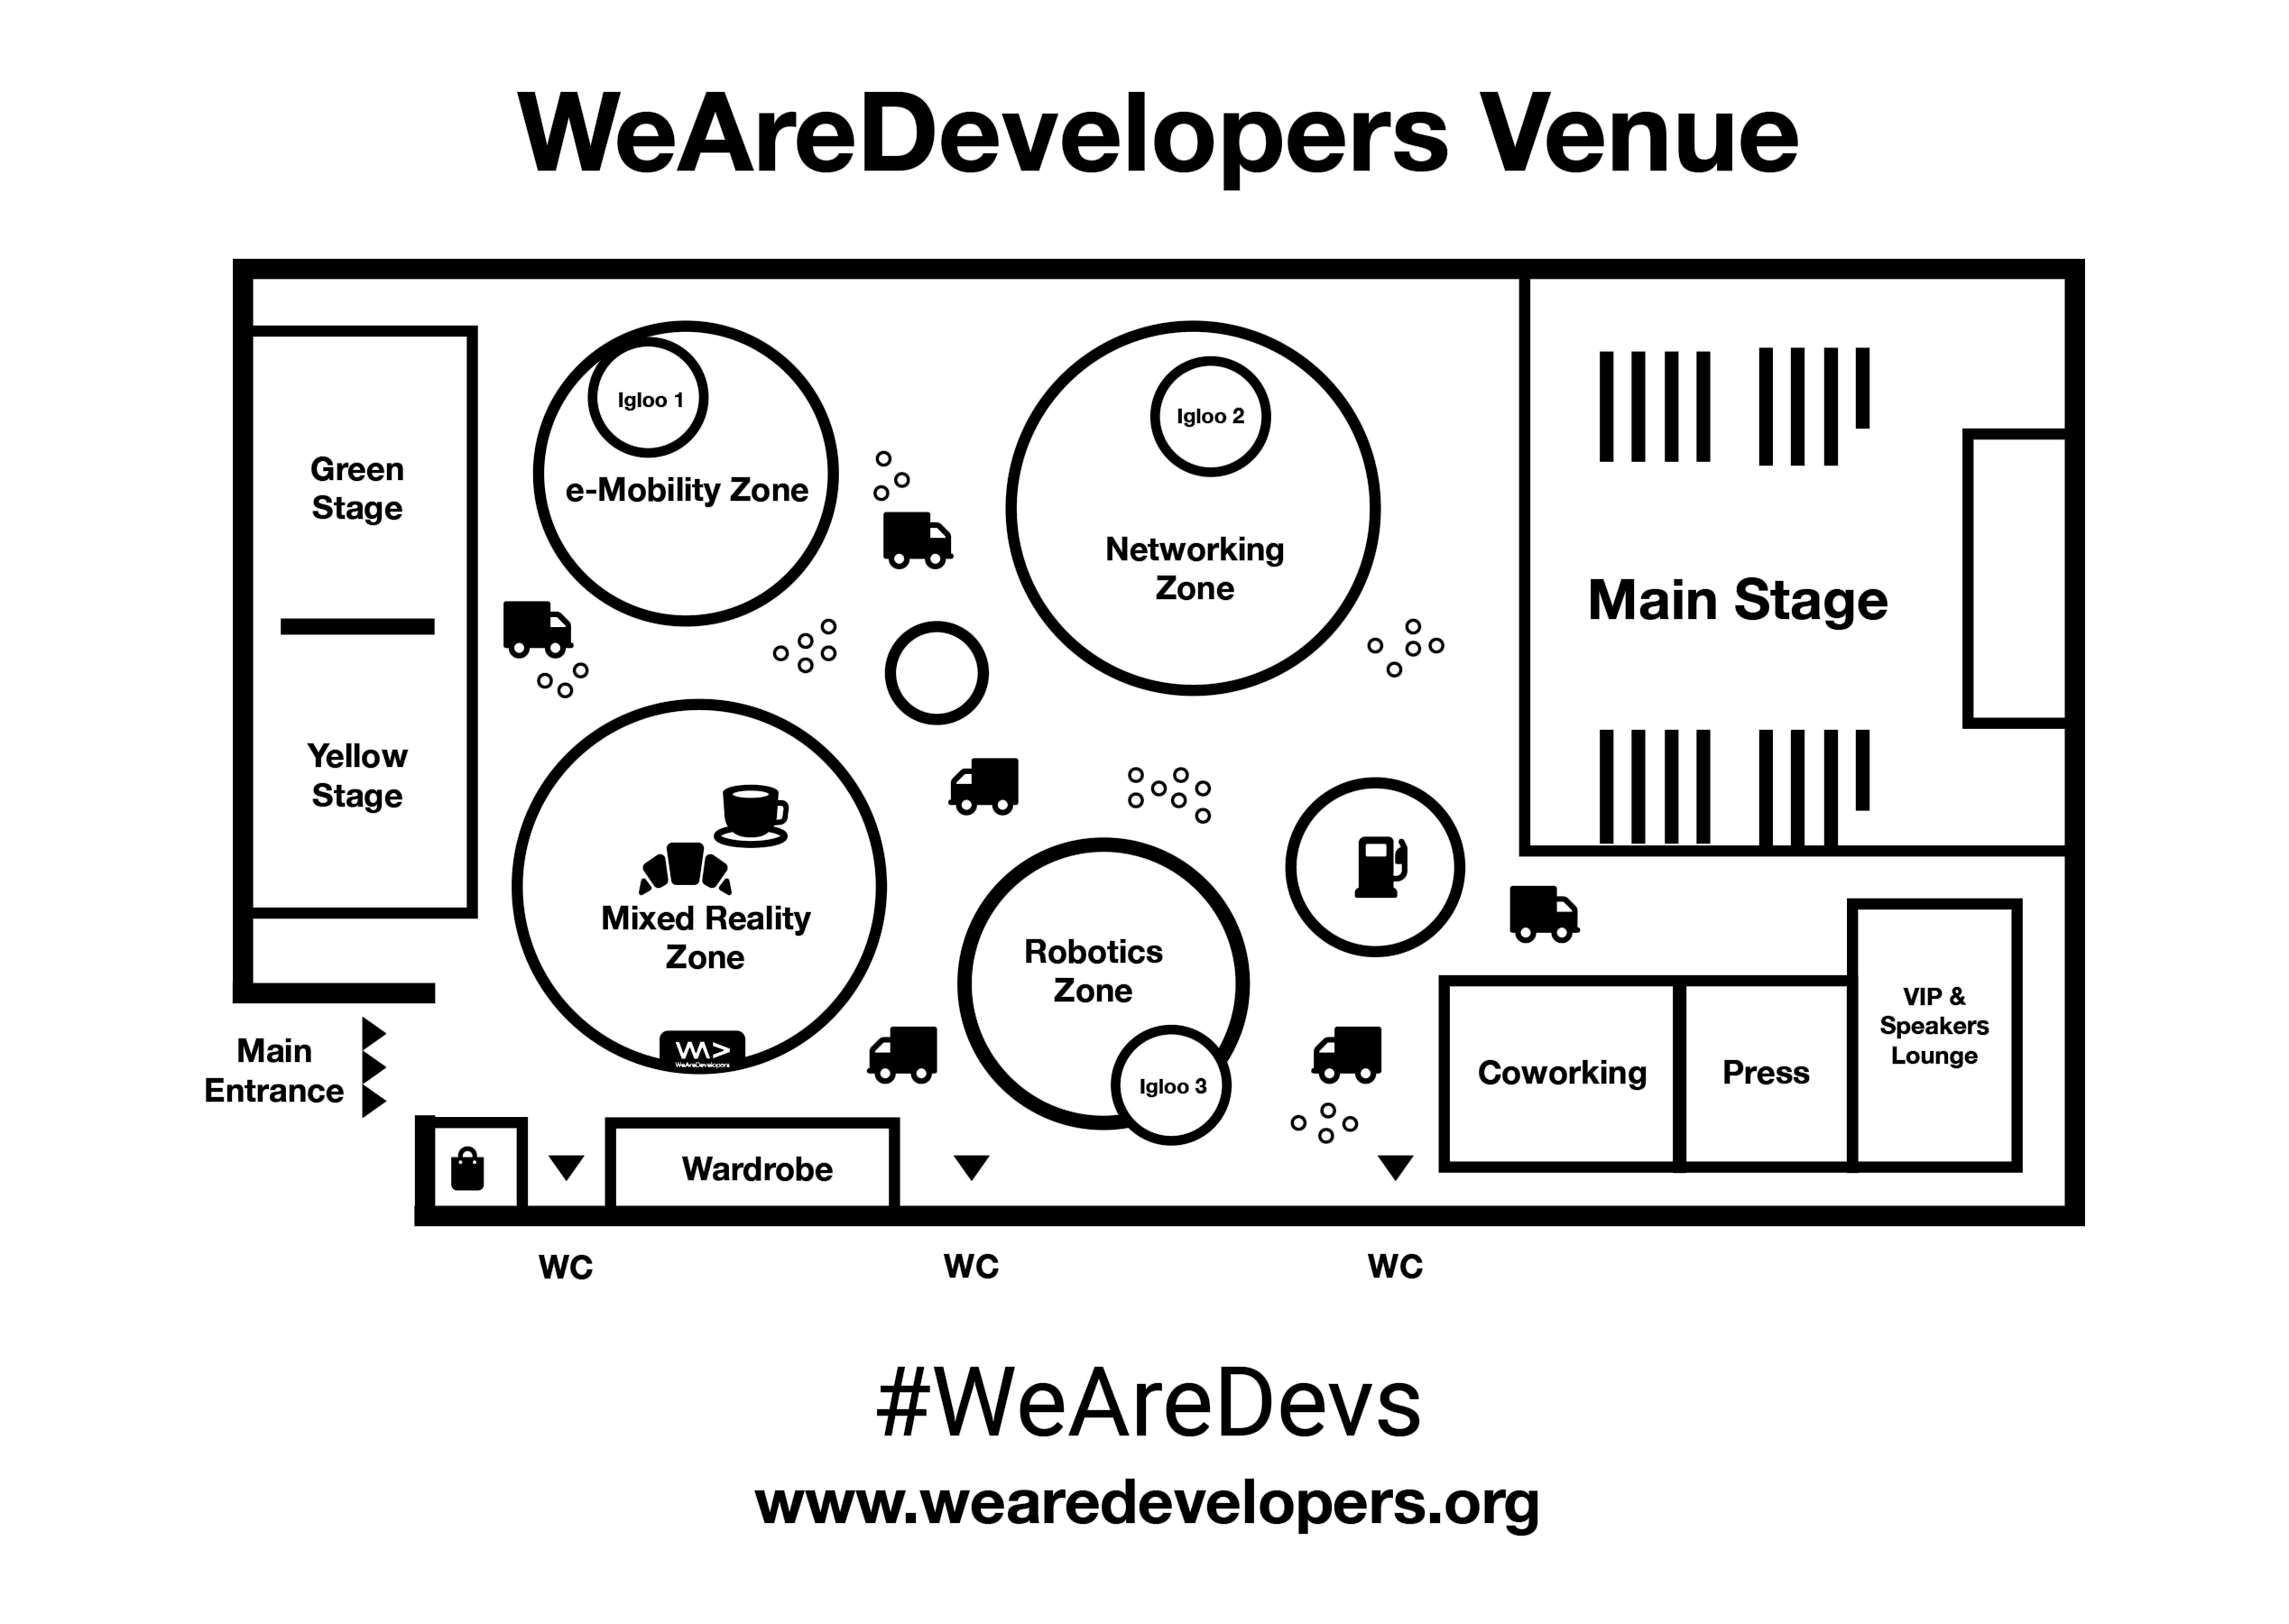 WeAreDevelopers Venue
Igloo 1
e-Mobility Zone
Igloo 2
Networking
Zone
Green
Stage
Yellow
Stage
Main Stage
Mixed Reality
Zone
WeAreDevelopers
Robotics
Zone
Igloo 3
Main
Entrance
Wardrobe
Coworking
Press
VIP &
Speakers
Lounge
WC
WC
WC
#WeAreDevs
www.wearedevelopers.org